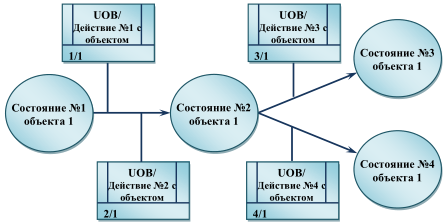 UOB/
Действие №1 с
объектом
1/1
UOB/
Действие №3 с
объектом
3/1
Состояние №1
объекта 1
Состояние №2
объекта 1
Состояние №3
объекта 1
Состояние №4
объекта 1
UOB/
Действие №2 с
объектом
2/1
UOB/
Действие №4 с
объектом
4/1